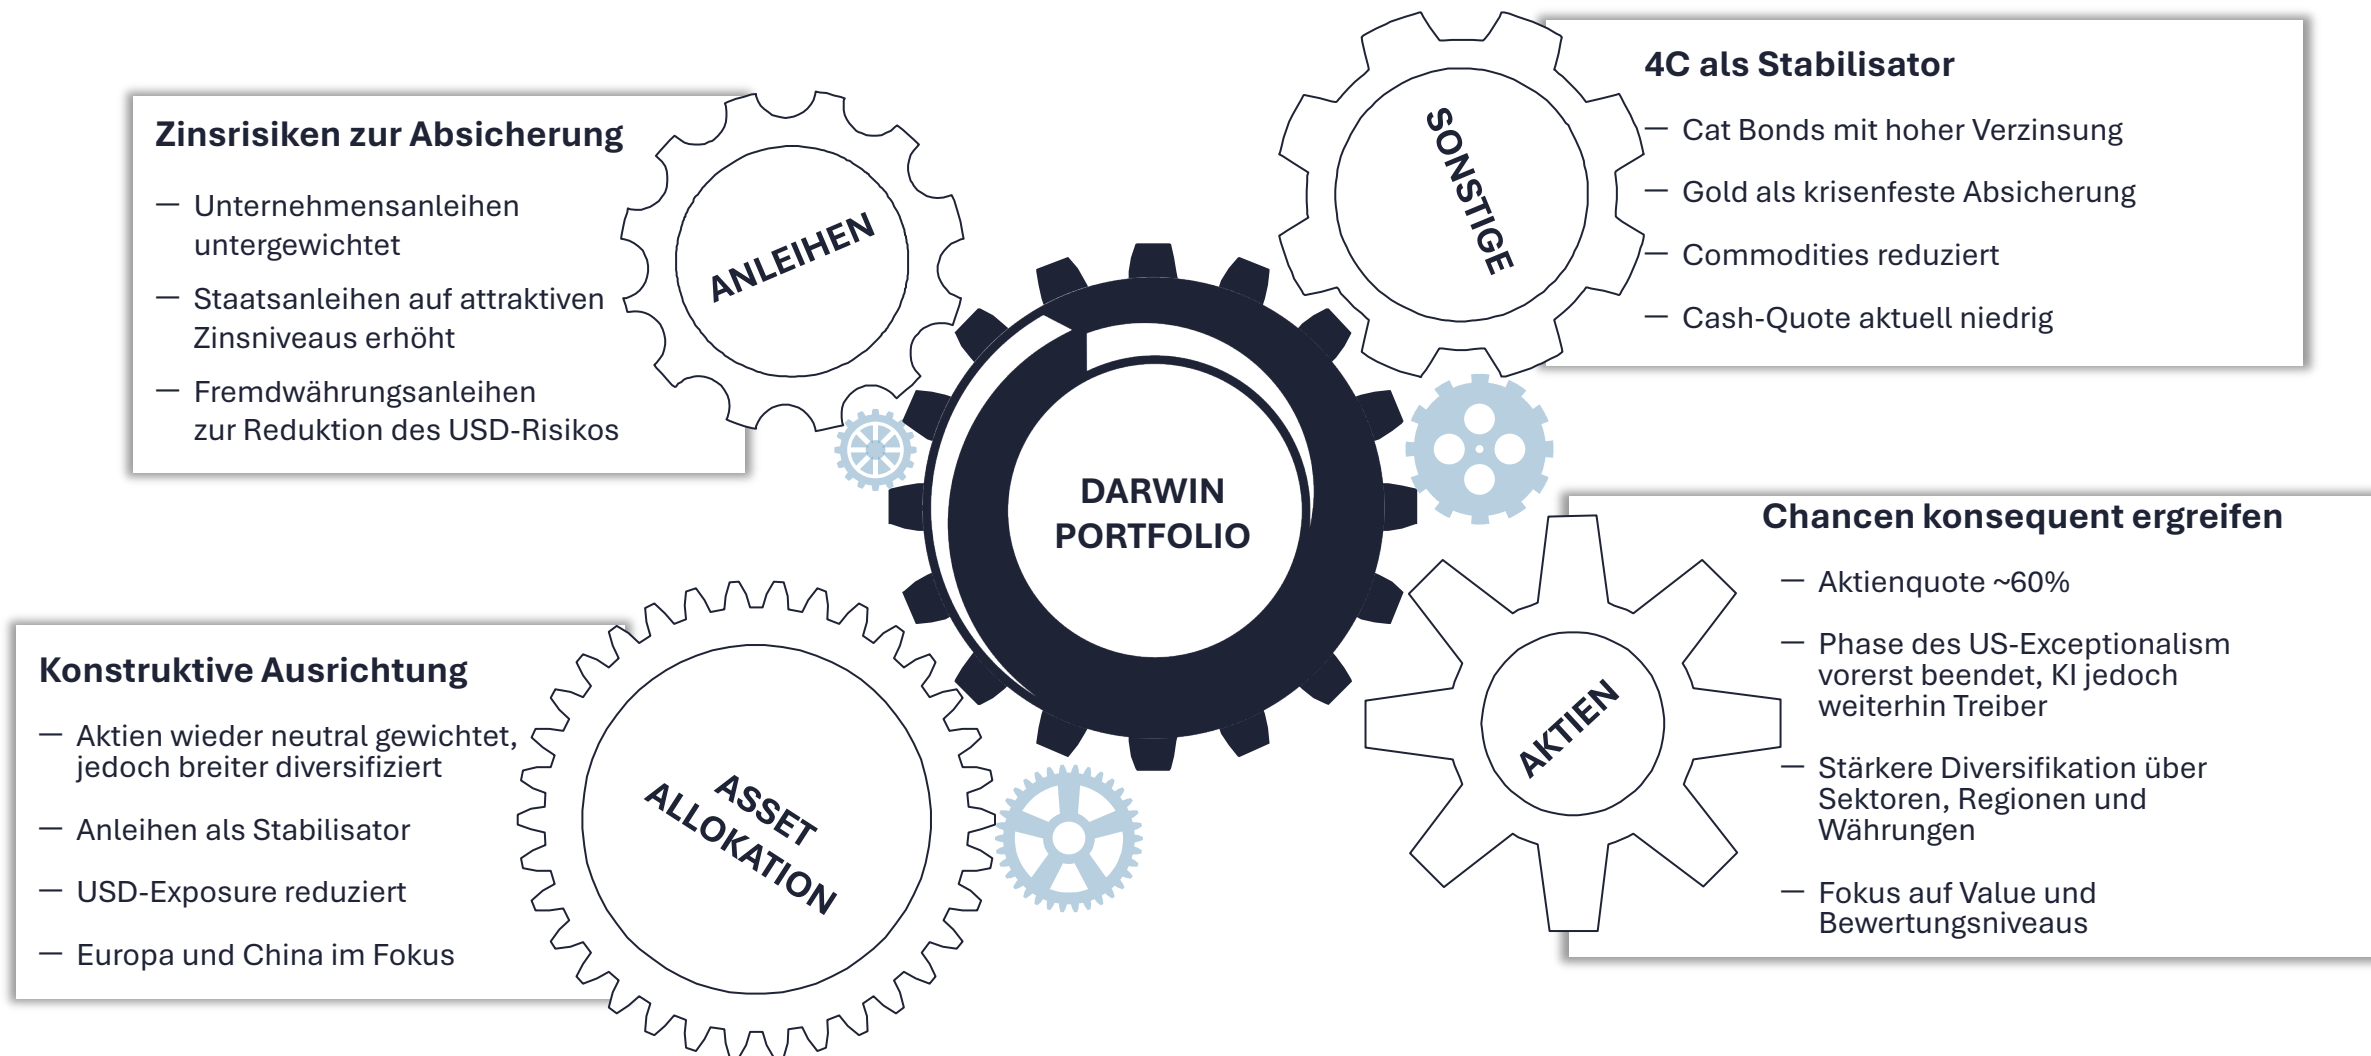 Zinsrisiken zur Absicherung
— Unternehmensanleihen
untergewichtet
— Staatsanleihen auf attraktiven
Zinsniveaus erhöht
— Fremdwährungsanleihen
zur Reduktion des USD-Risikos
ANLEIHEN
SONSTIGE
4C als Stabilisator
— Cat Bonds mit hoher Verzinsung
— Gold als krisenfeste Absicherung
— Commodities reduziert
— Cash-Quote aktuell niedrig
DARWIN
PORTFOLIO
Konstruktive Ausrichtung
— Aktien wieder neutral gewichtet,
jedoch breiter diversifiziert
— Anleihen als Stabilisator
— USD-Exposure reduziert
— Europa und China im Fokus
ASSET
ALLOKATION
AKTIEN
Chancen konsequent ergreifen
— Aktienquote ~60%
— Phase des US-Exceptionalism
vorerst beendet, KI jedoch
weiterhin Treiber
— Stärkere Diversifikation über
Sektoren, Regionen und
Währungen
— Fokus auf Value und
Bewertungsniveaus